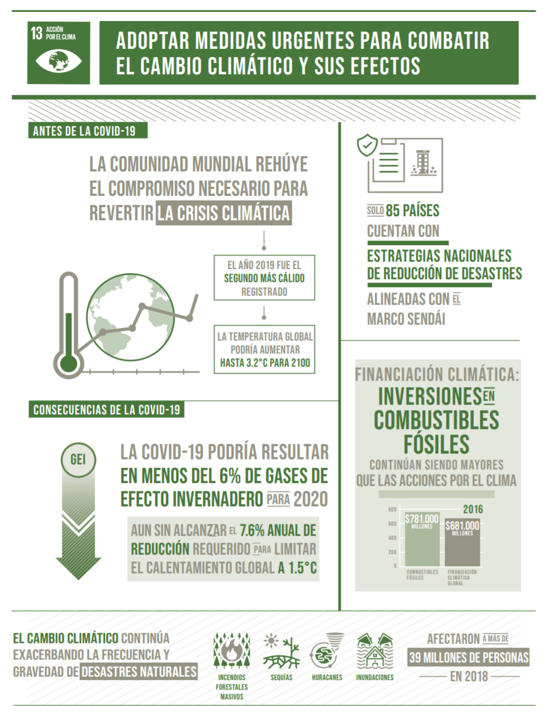 13 ACCIÓN
POR EL CLIMA
ADOPTAR MEDIDAS URGENTES PARA COMBATIR
EL CAMBIO CLIMÁTICO Y SUS EFECTOS
ANTES DE LA COVID-19
LA COMUNIDAD MUNDIAL REHÚYE
EL COMPROMISO NECESARIO PARA
REVERTIR LA CRISIS CLIMÁTICA
EL AÑO 2019 FUE EL
SEGUNDO MÁS CÁLIDO
REGISTRADO
LA TEMPERATURA GLOBAL
PODRÍA AUMENTAR
HASTA 3.2°C PARA 2100
SOLO 85 PAÍSES
CUENTAN CON
ESTRATEGIAS NACIONALES
DE REDUCCIÓN DE DESASTRES
ALINEADAS CON EL
MARCO SENDÁI
CONSECUENCIAS DE LA COVID-19
GEI
LA COVID-19 PODRÍA RESULTAR
EN MENOS DEL 6% DE GASES DE
EFECTO INVERNADERO PARA 2020
AUN SIN ALCANZAR EL 7.6% ANUAL DE
REDUCCIÓN REQUERIDO PARA LIMITAR
EL CALENTAMIENTO GLOBAL A 1.5°C
FINANCIACIÓN CLIMÁTICA:
INVERSIONES EN
COMBUSTIBLES
FÓSILES
CONTINÚAN SIENDO MAYORES
QUE LAS ACCIONES POR EL CLIMA
2016
800
600
400
200
0
$781.000
MILLONES
$681.000
MILLONES
COMBUSTIBLES
FÓSILES
FINANCIACIÓN
CLIMÁTICA
GLOBAL
EL CAMBIO CLIMÁTICO CONTINÚA
EXACERBANDO LA FRECUENCIA Y
GRAVEDAD DE DESASTRES NATURALES
INCENDIOS
FORESTALES
MASIVOS
SEQUÍAS
HURACANES
INUNDACIONES
AFECTARON A MÁS DE
39 MILLONES DE PERSONAS
EN 2018